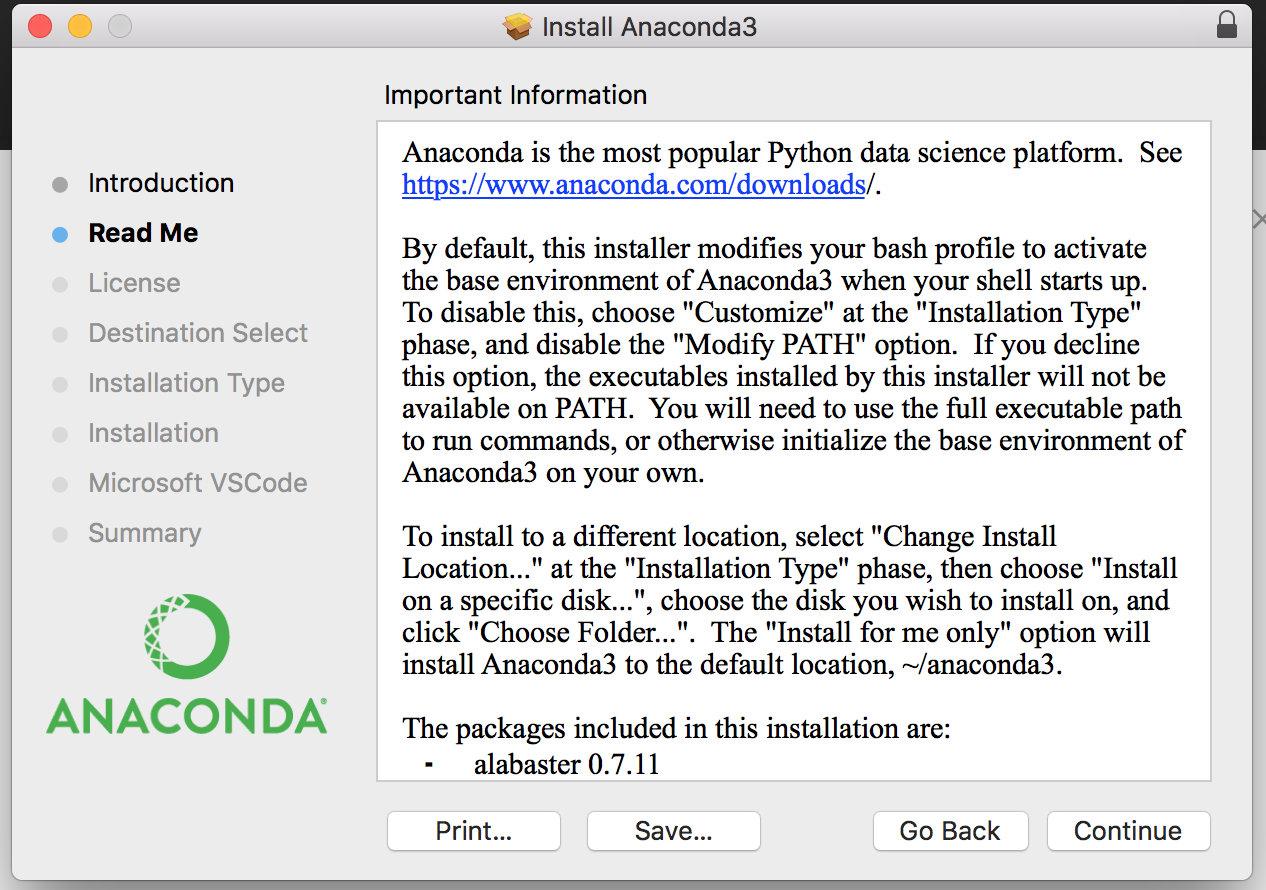 Install Anaconda3
Important Information
Introduction
Read Me
License
Destination Select
Installation Type
Installation
Microsoft VSCode
Summary
ANANCONDA®
Anaconda is the most popular Python data science platform.  See
https://www.anaconda.com/downloads/.
By default, this installer modifies your bash profile to activate
the base environment of Anaconda3 when your shell starts up.
To disable this, choose "Customize" at the "Installation Type"
phase, and disable the "Modify PATH" option.  If you decline
this option, the executables installed by this installer will not be
available on PATH.  You will need to use the full executable path
to run commands, or otherwise initialize the base environment of
Anaconda3 on your own.
To install to a different location, select "Change Install
Location..." at the "Installation Type" phase, then choose "Install
on a specific disk...", choose the disk you wish to install on, and
click "Choose Folder...".  The "Install for me only" option will
install Anaconda3 to the default location, ~/anaconda3.
The packages included in this installation are:
- alabaster 0.7.11
Print...
Save...
Go Back
Continue